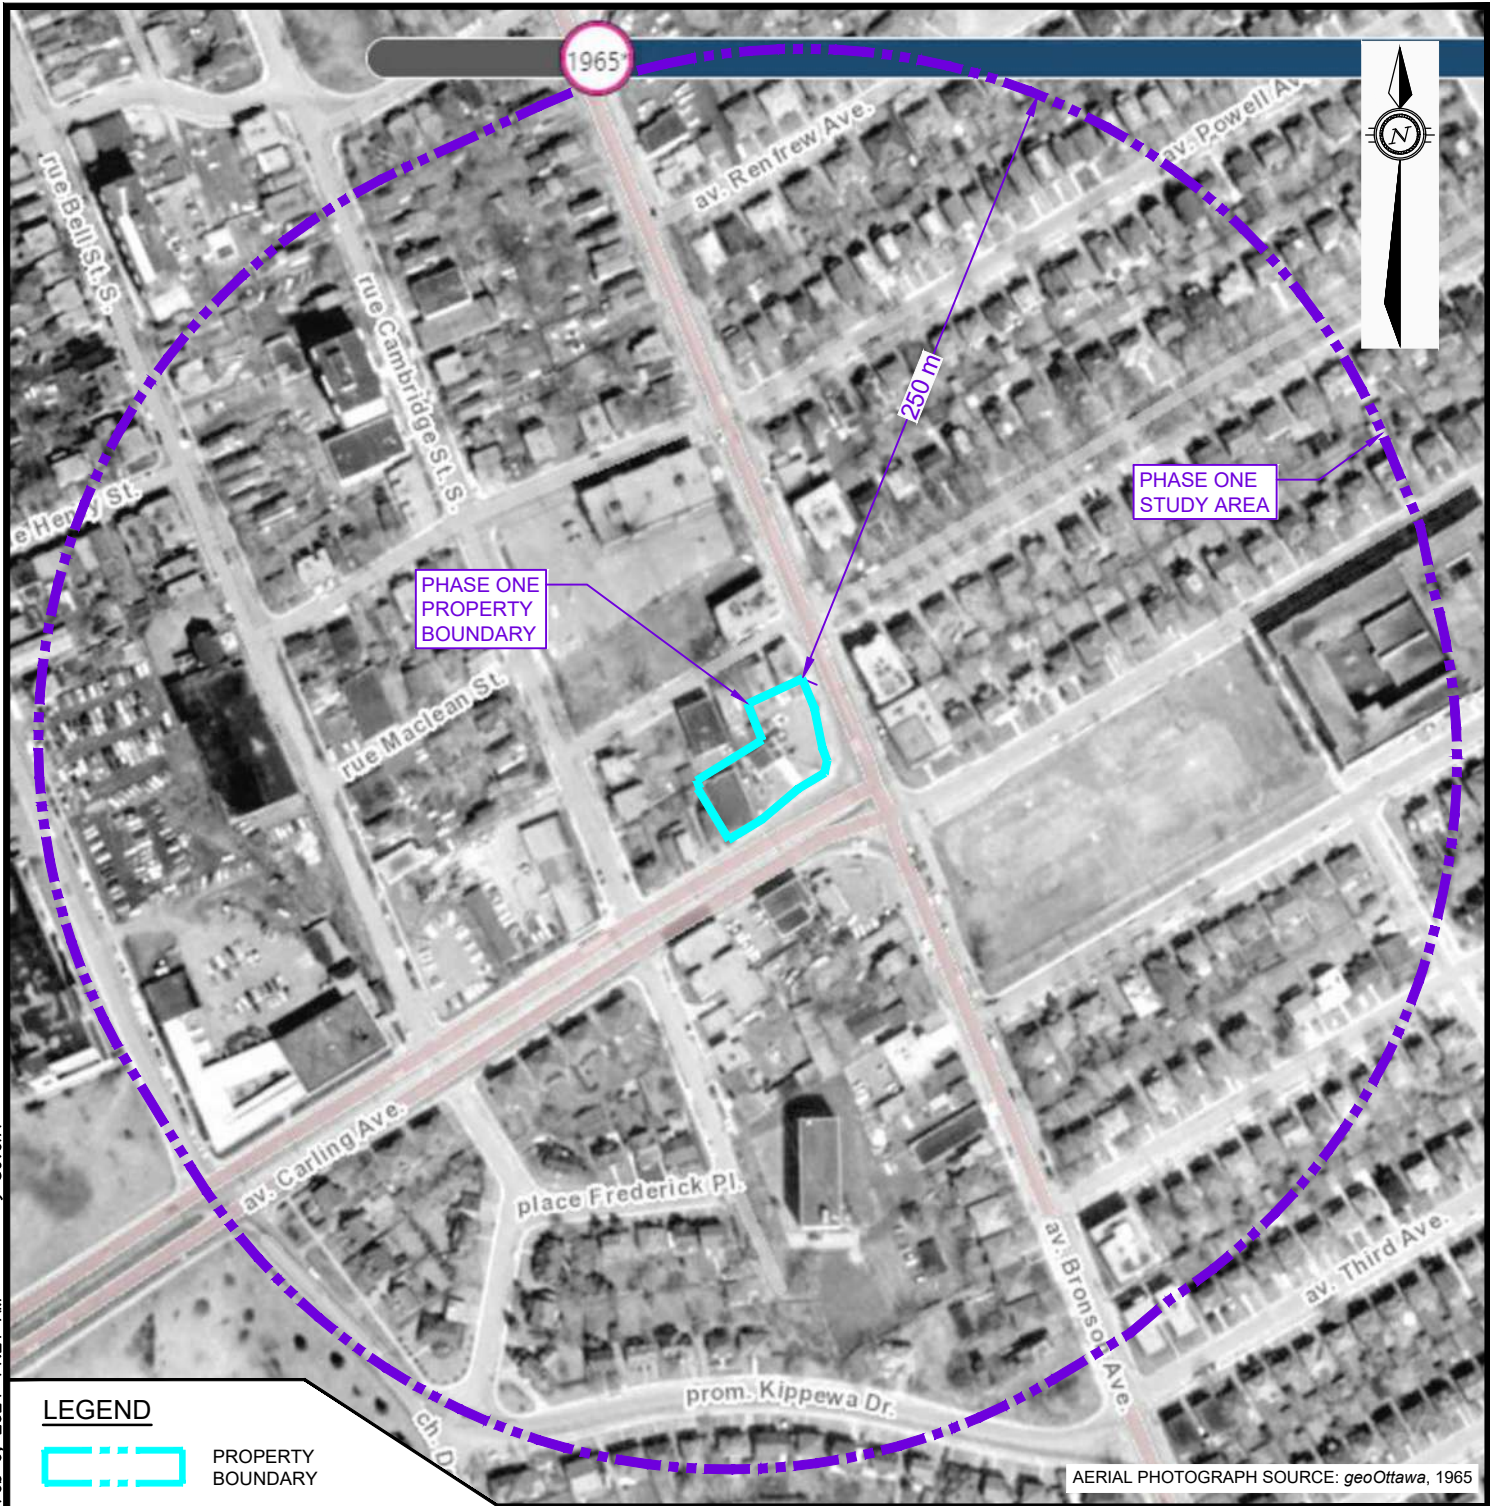 1965*
N
av. Renfrew Ave.
av. Powell Av
rue Bell St. S.
rue Cambridge St. S.
250 m
PHASE ONE
STUDY AREA
e Henry St.
PHASE ONE
PROPERTY
BOUNDARY
rue Maclean St.
av. Carling Ave.
place Frederick Pl.
av. Bronson Ave.
av. Third Ave.
prom. Kippewa Dr.
ch. D
LEGEND
PROPERTY
BOUNDARY
AERIAL PHOTOGRAPH SOURCE: geoOttawa, 1965